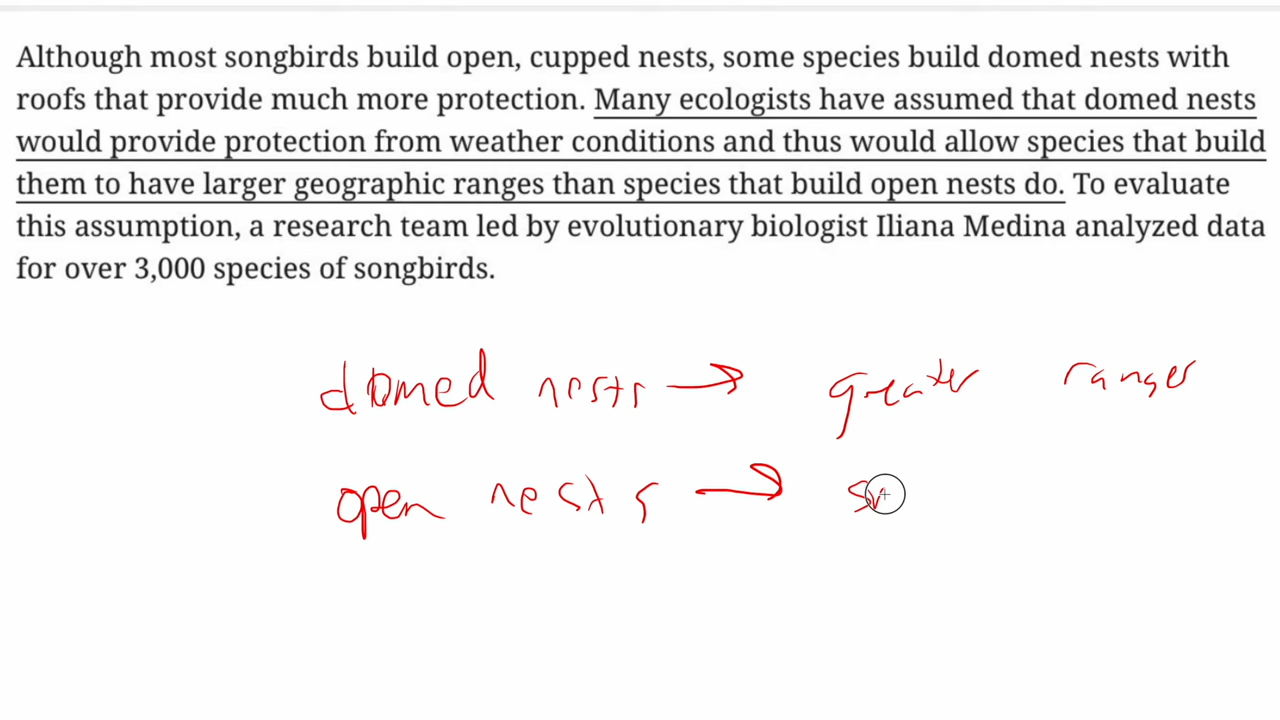 Although most songbirds build open, cupped nests, some species build domed nests with
roofs that provide much more protection. Many ecologists have assumed that domed nests
would provide protection from weather conditions and thus would allow species that build
them to have larger geographic ranges than species that build open nests do. To evaluate
this assumption, a research team led by evolutionary biologist Iliana Medina analyzed data
for over 3,000 species of songbirds.
domed nests → greater ranges
open nests →